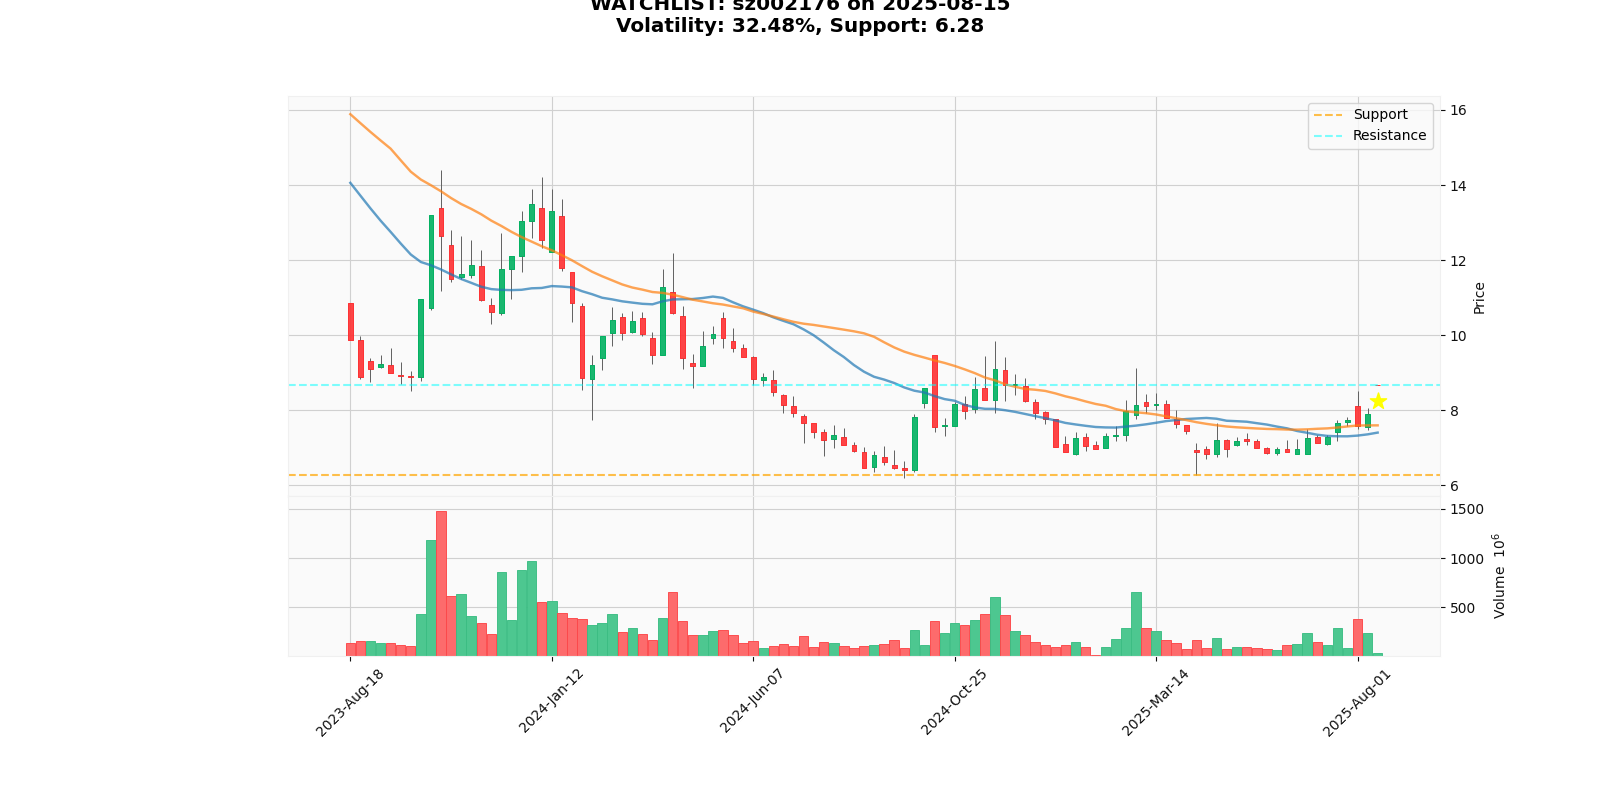 WATCHLIST: sz002176 on 2025-08-15
Volatility: 32.48%, Support: 6.28
Support
Resistance
16
14
12
10
8
6
Price
1500
1000
500
Volume 10^6
2023-Aug-18
2024-Jan-12
2024-Jun-07
2024-Oct-25
2025-Mar-14
2025-Aug-01